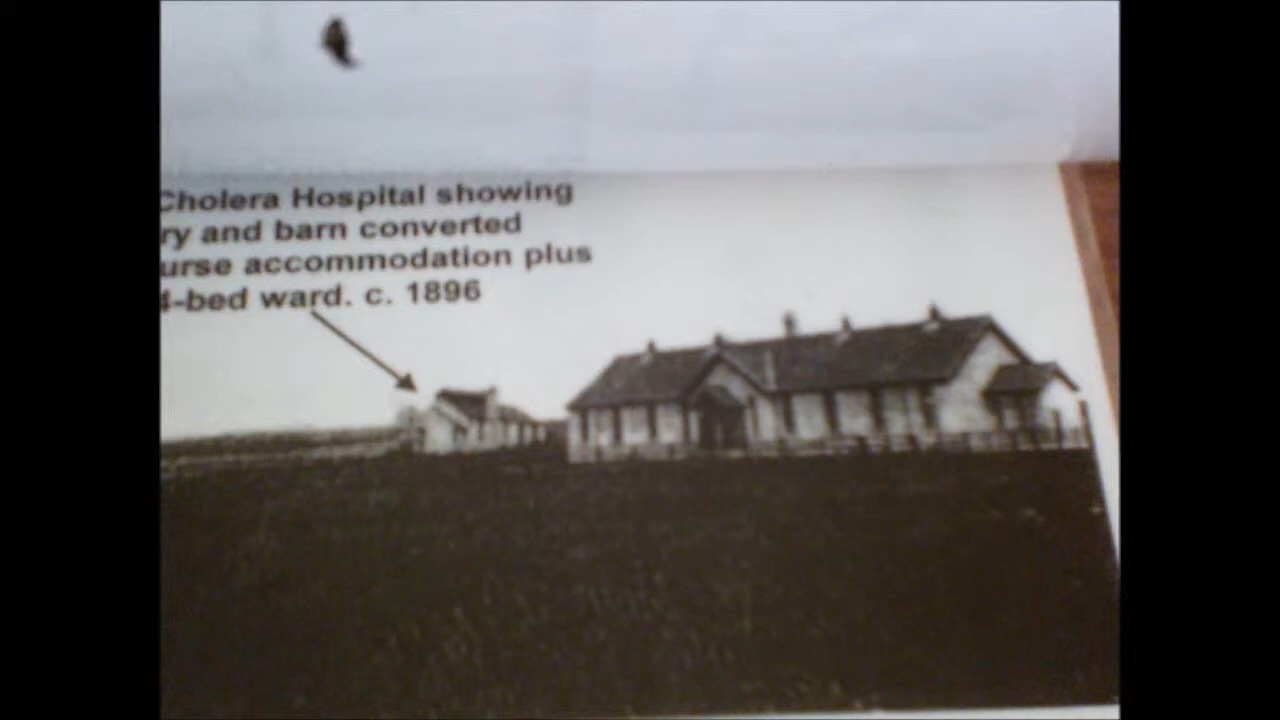 Cholera Hospital showing
ry and barn converted
urse accommodation plus
4-bed ward. c. 1896